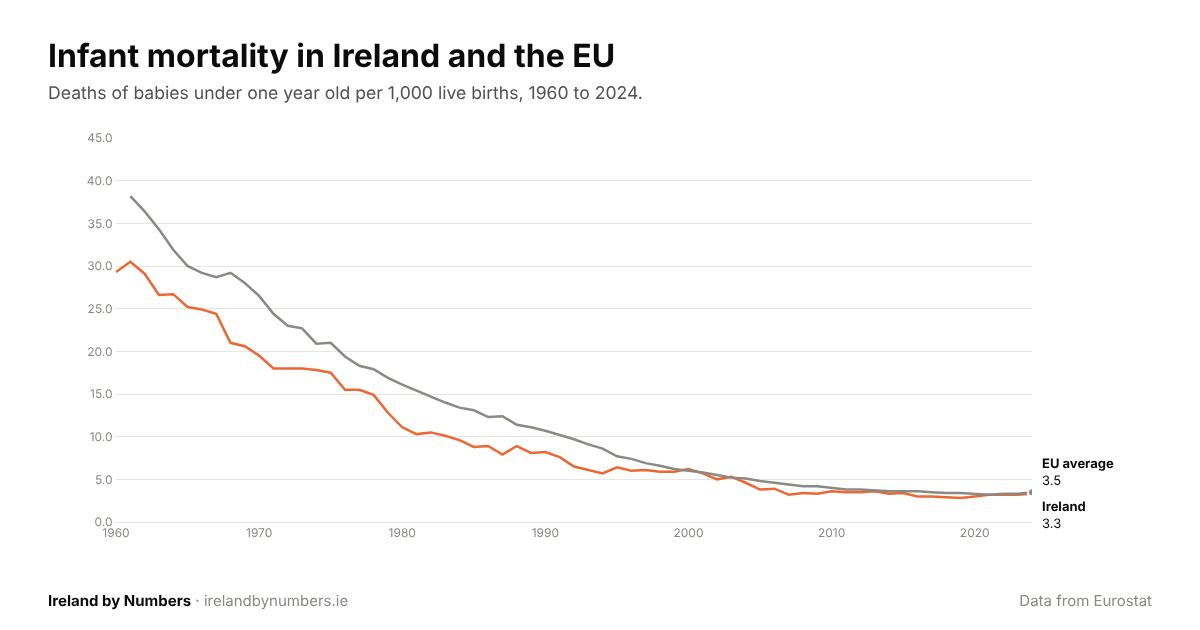 Infant mortality in Ireland and the EU
Deaths of babies under one year old per 1,000 live births, 1960 to 2024.
45.0
40.0
35.0
30.0
25.0
20.0
15.0
10.0
5.0
0.0
1960 1970 1980 1990 2000 2010 2020
EU average
3.5
Ireland
3.3
Ireland by Numbers · irelandbynumbers.ie
Data from Eurostat